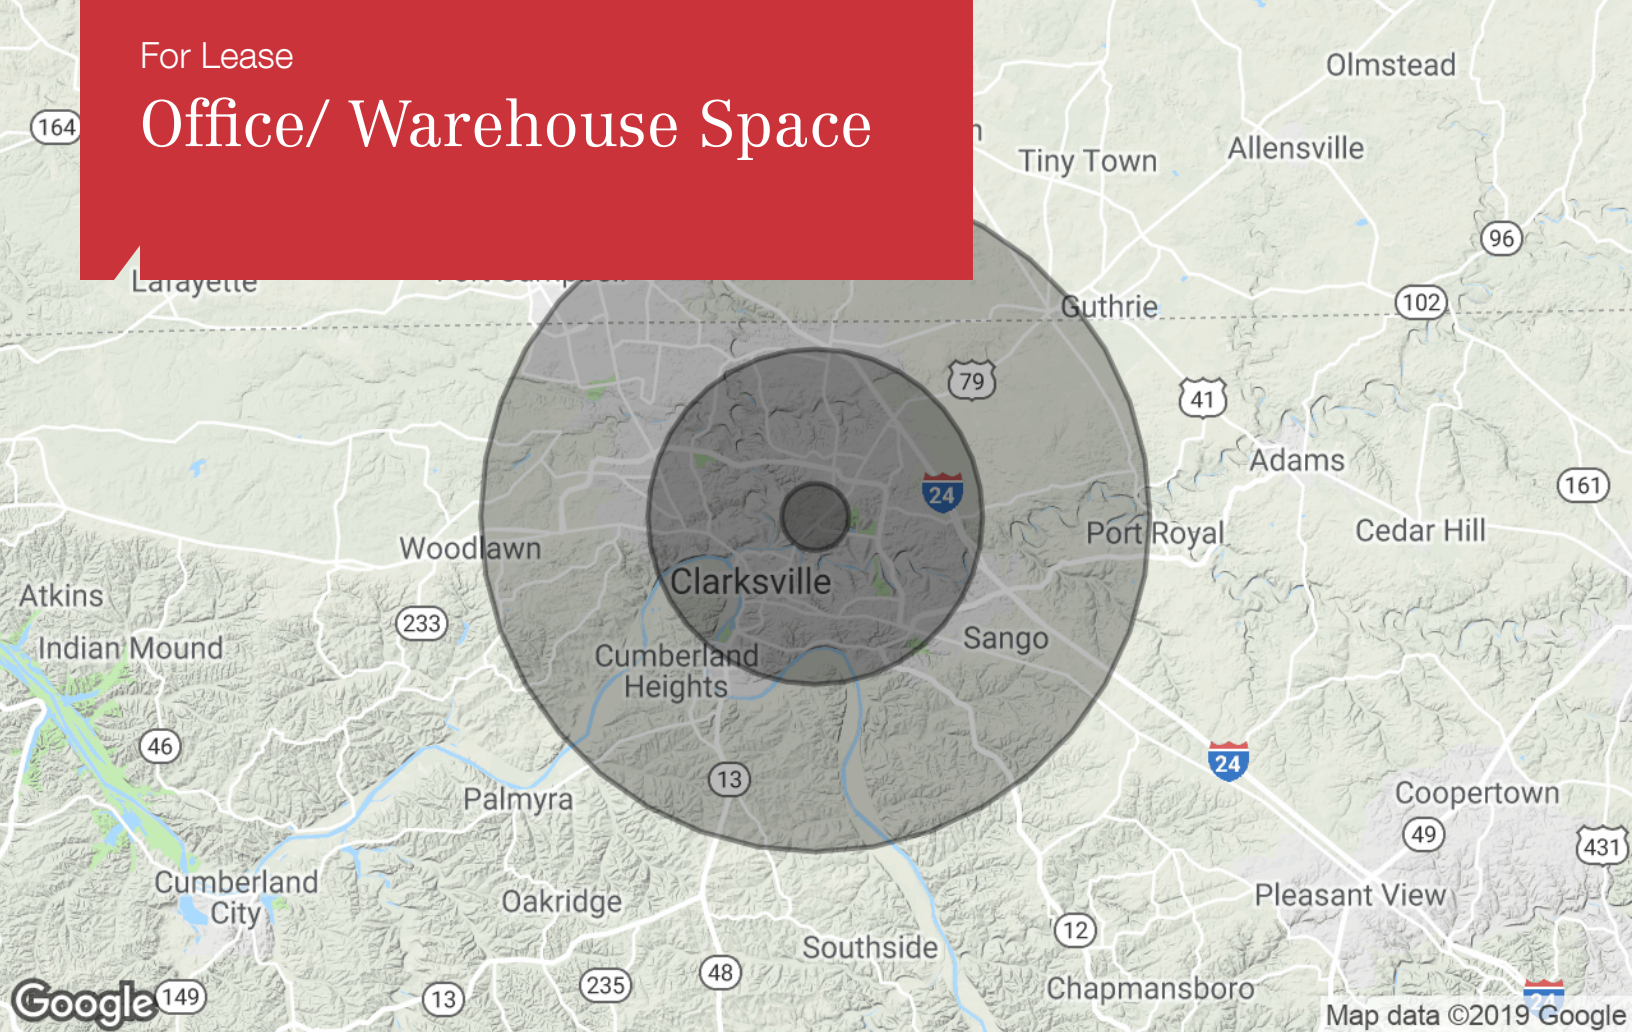 For Lease
Office/ Warehouse Space
Olmstead
164
Tiny Town
Allensville
96
Lafayette
Guthrie
102
79
41
Adams
24
161
Port Royal
Cedar Hill
Woodlawn
Clarksville
Atkins
233
Indian Mound
Sango
Cumberland
Heights
46
24
13
Palmyra
Coopertown
49
431
Cumberland
City
Pleasant View
Oakridge
12
Southside
48
235
Chapmansboro
Google
149
13
24
Map data ©2019 Google